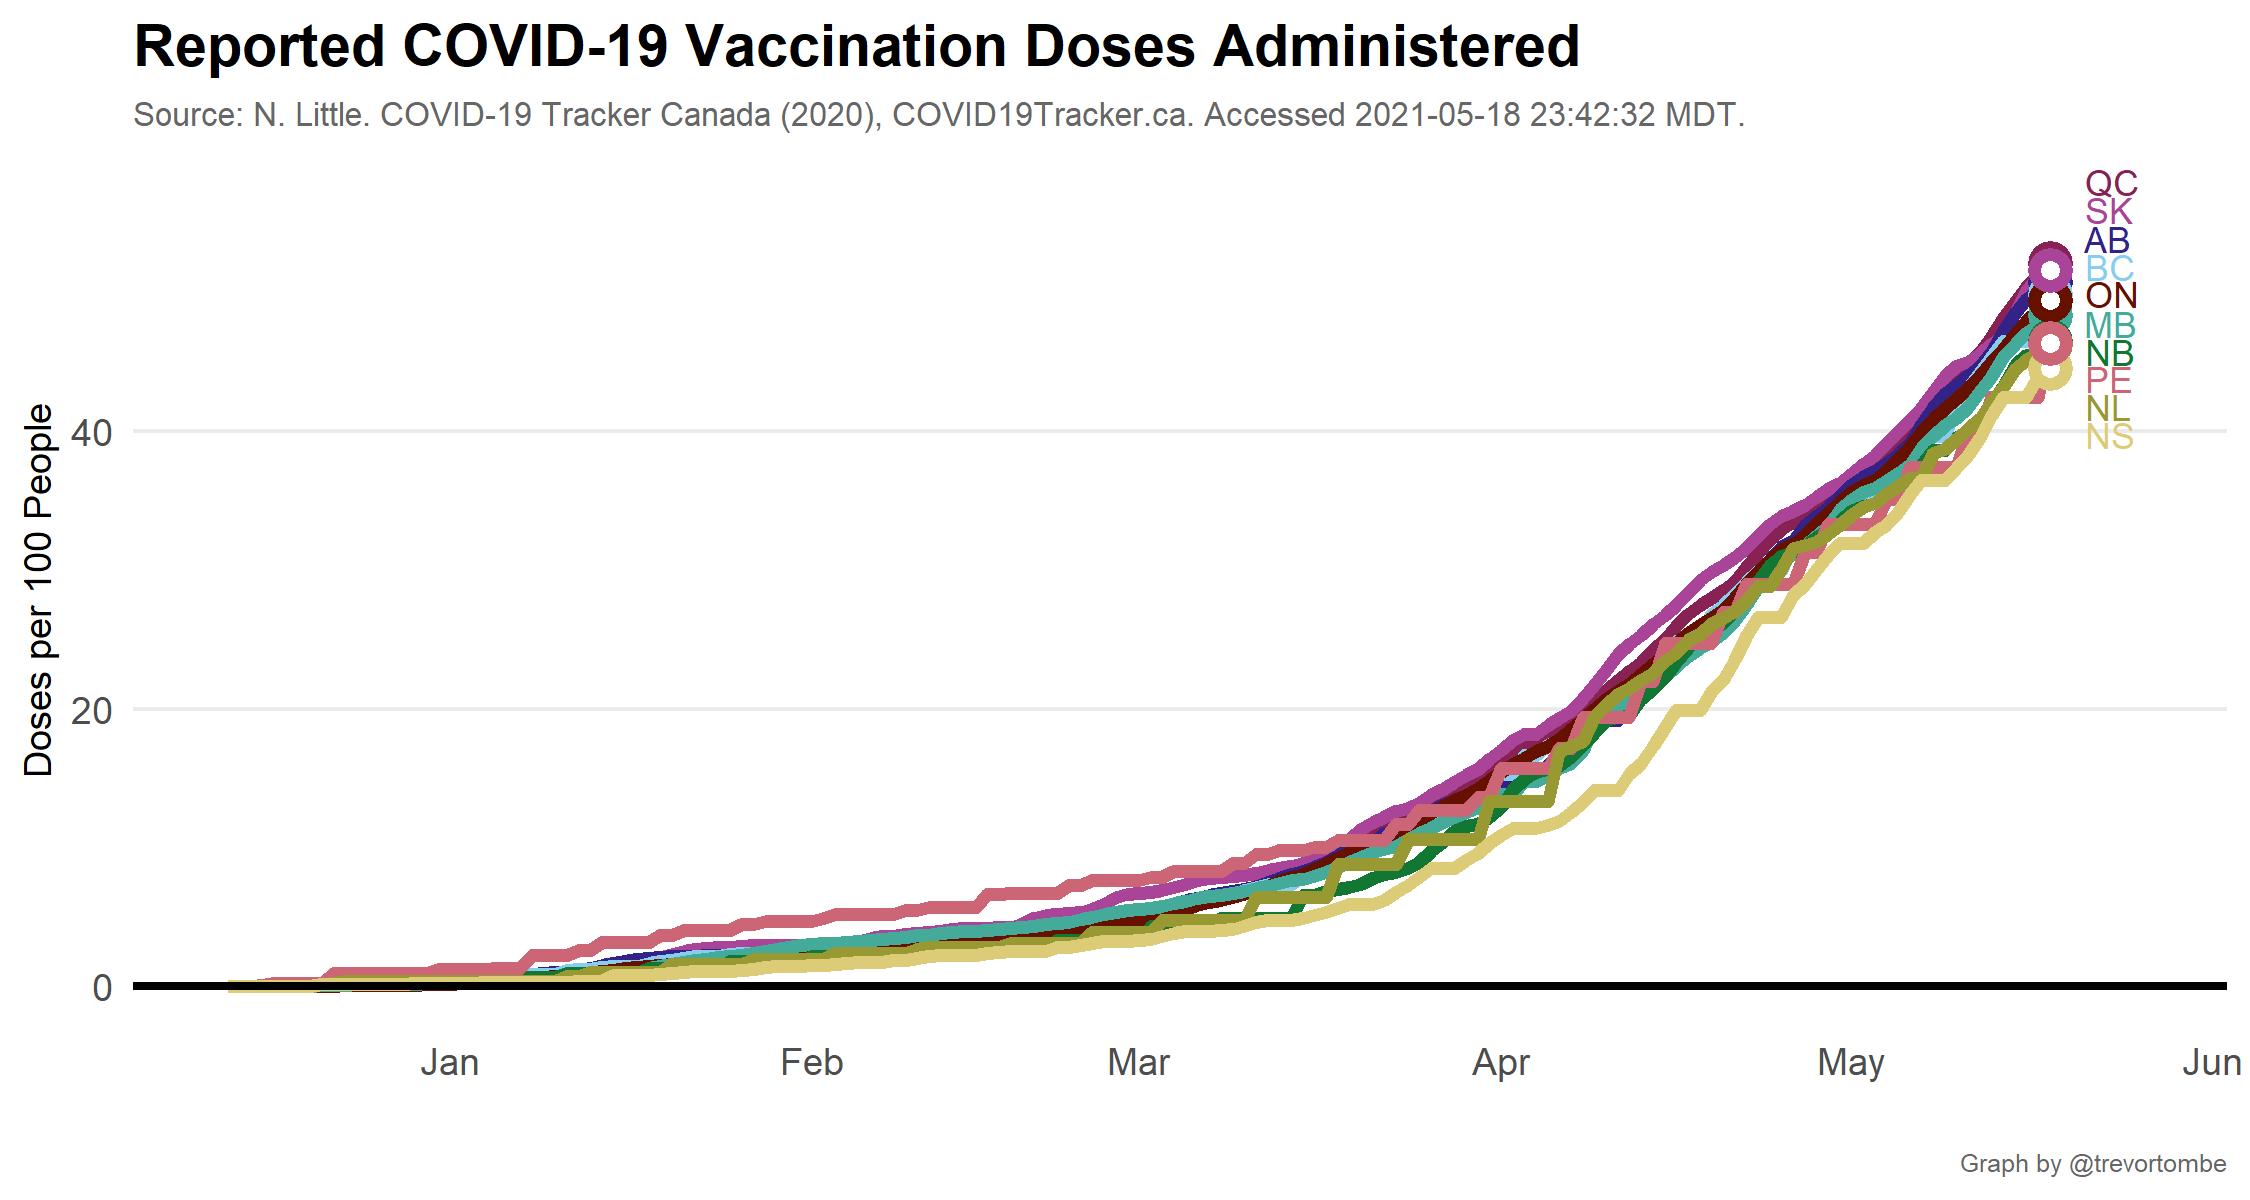 Reported COVID-19 Vaccination Doses Administered
Source: N. Little. COVID-19 Tracker Canada (2020), COVID19Tracker.ca. Accessed 2021-05-18 23:42:32 MDT.
QC
SK
AB
BC
ON
MB
NB
PE
NL
NS
Doses per 100 People
40
20
0
Jan Feb Mar Apr May Jun
Graph by @trevortombe